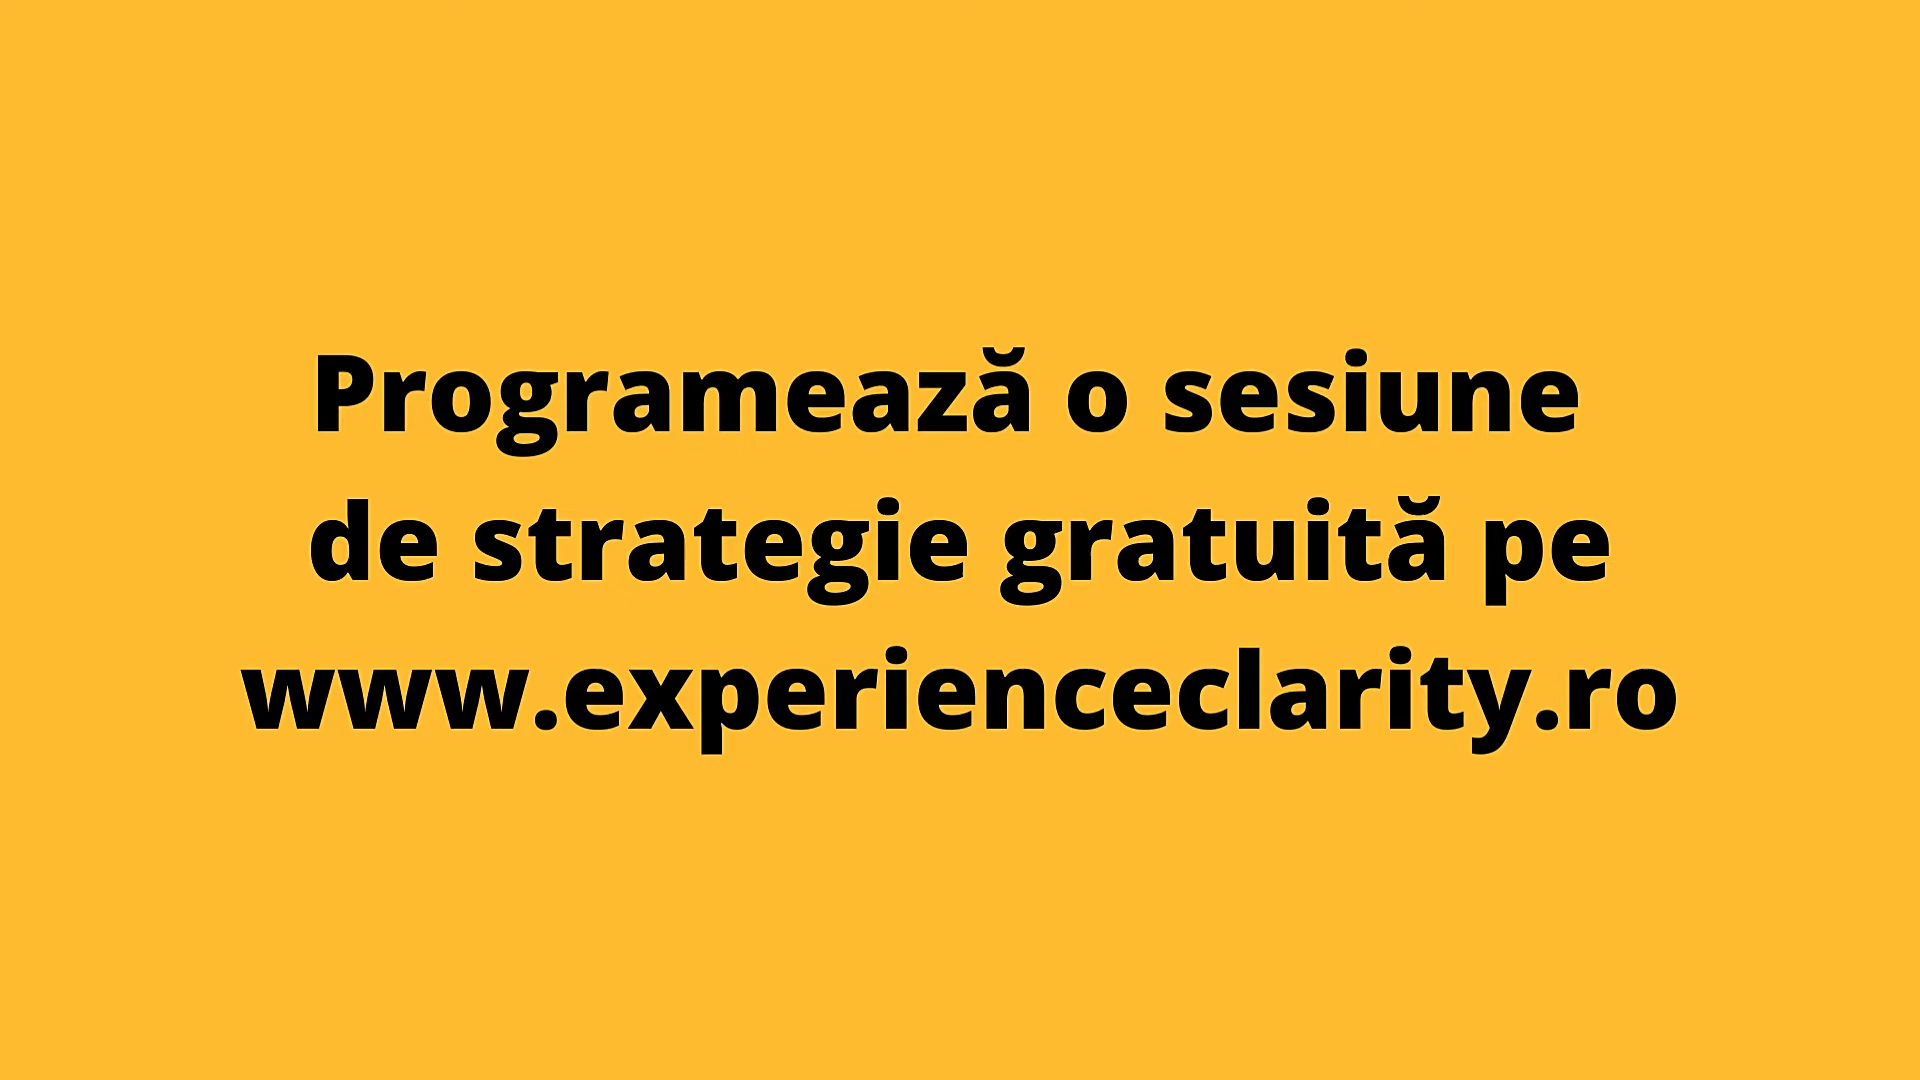 Programează o sesiune
de strategie gratuită pe
www.experienceclarity.ro